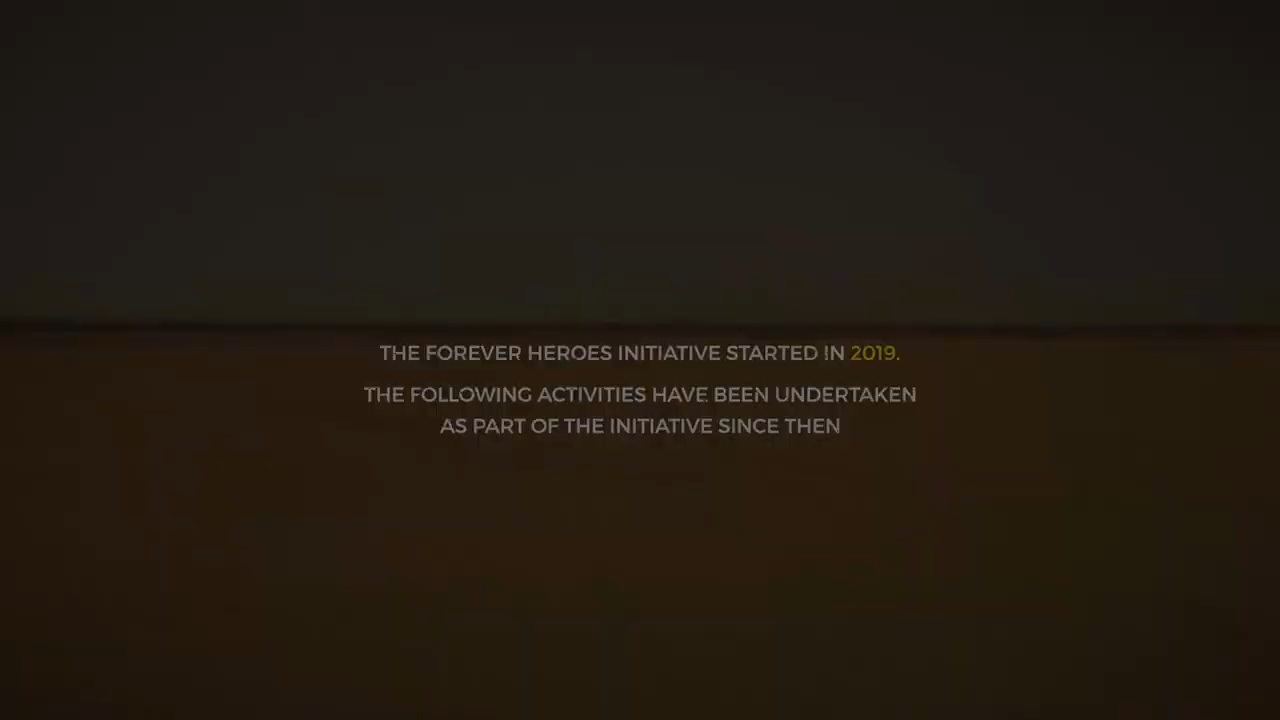 THE FOREVER HEROES INITIATIVE STARTED IN 2019.
THE FOLLOWING ACTIVITIES HAVE BEEN UNDERTAKEN
AS PART OF THE INITIATIVE SINCE THEN